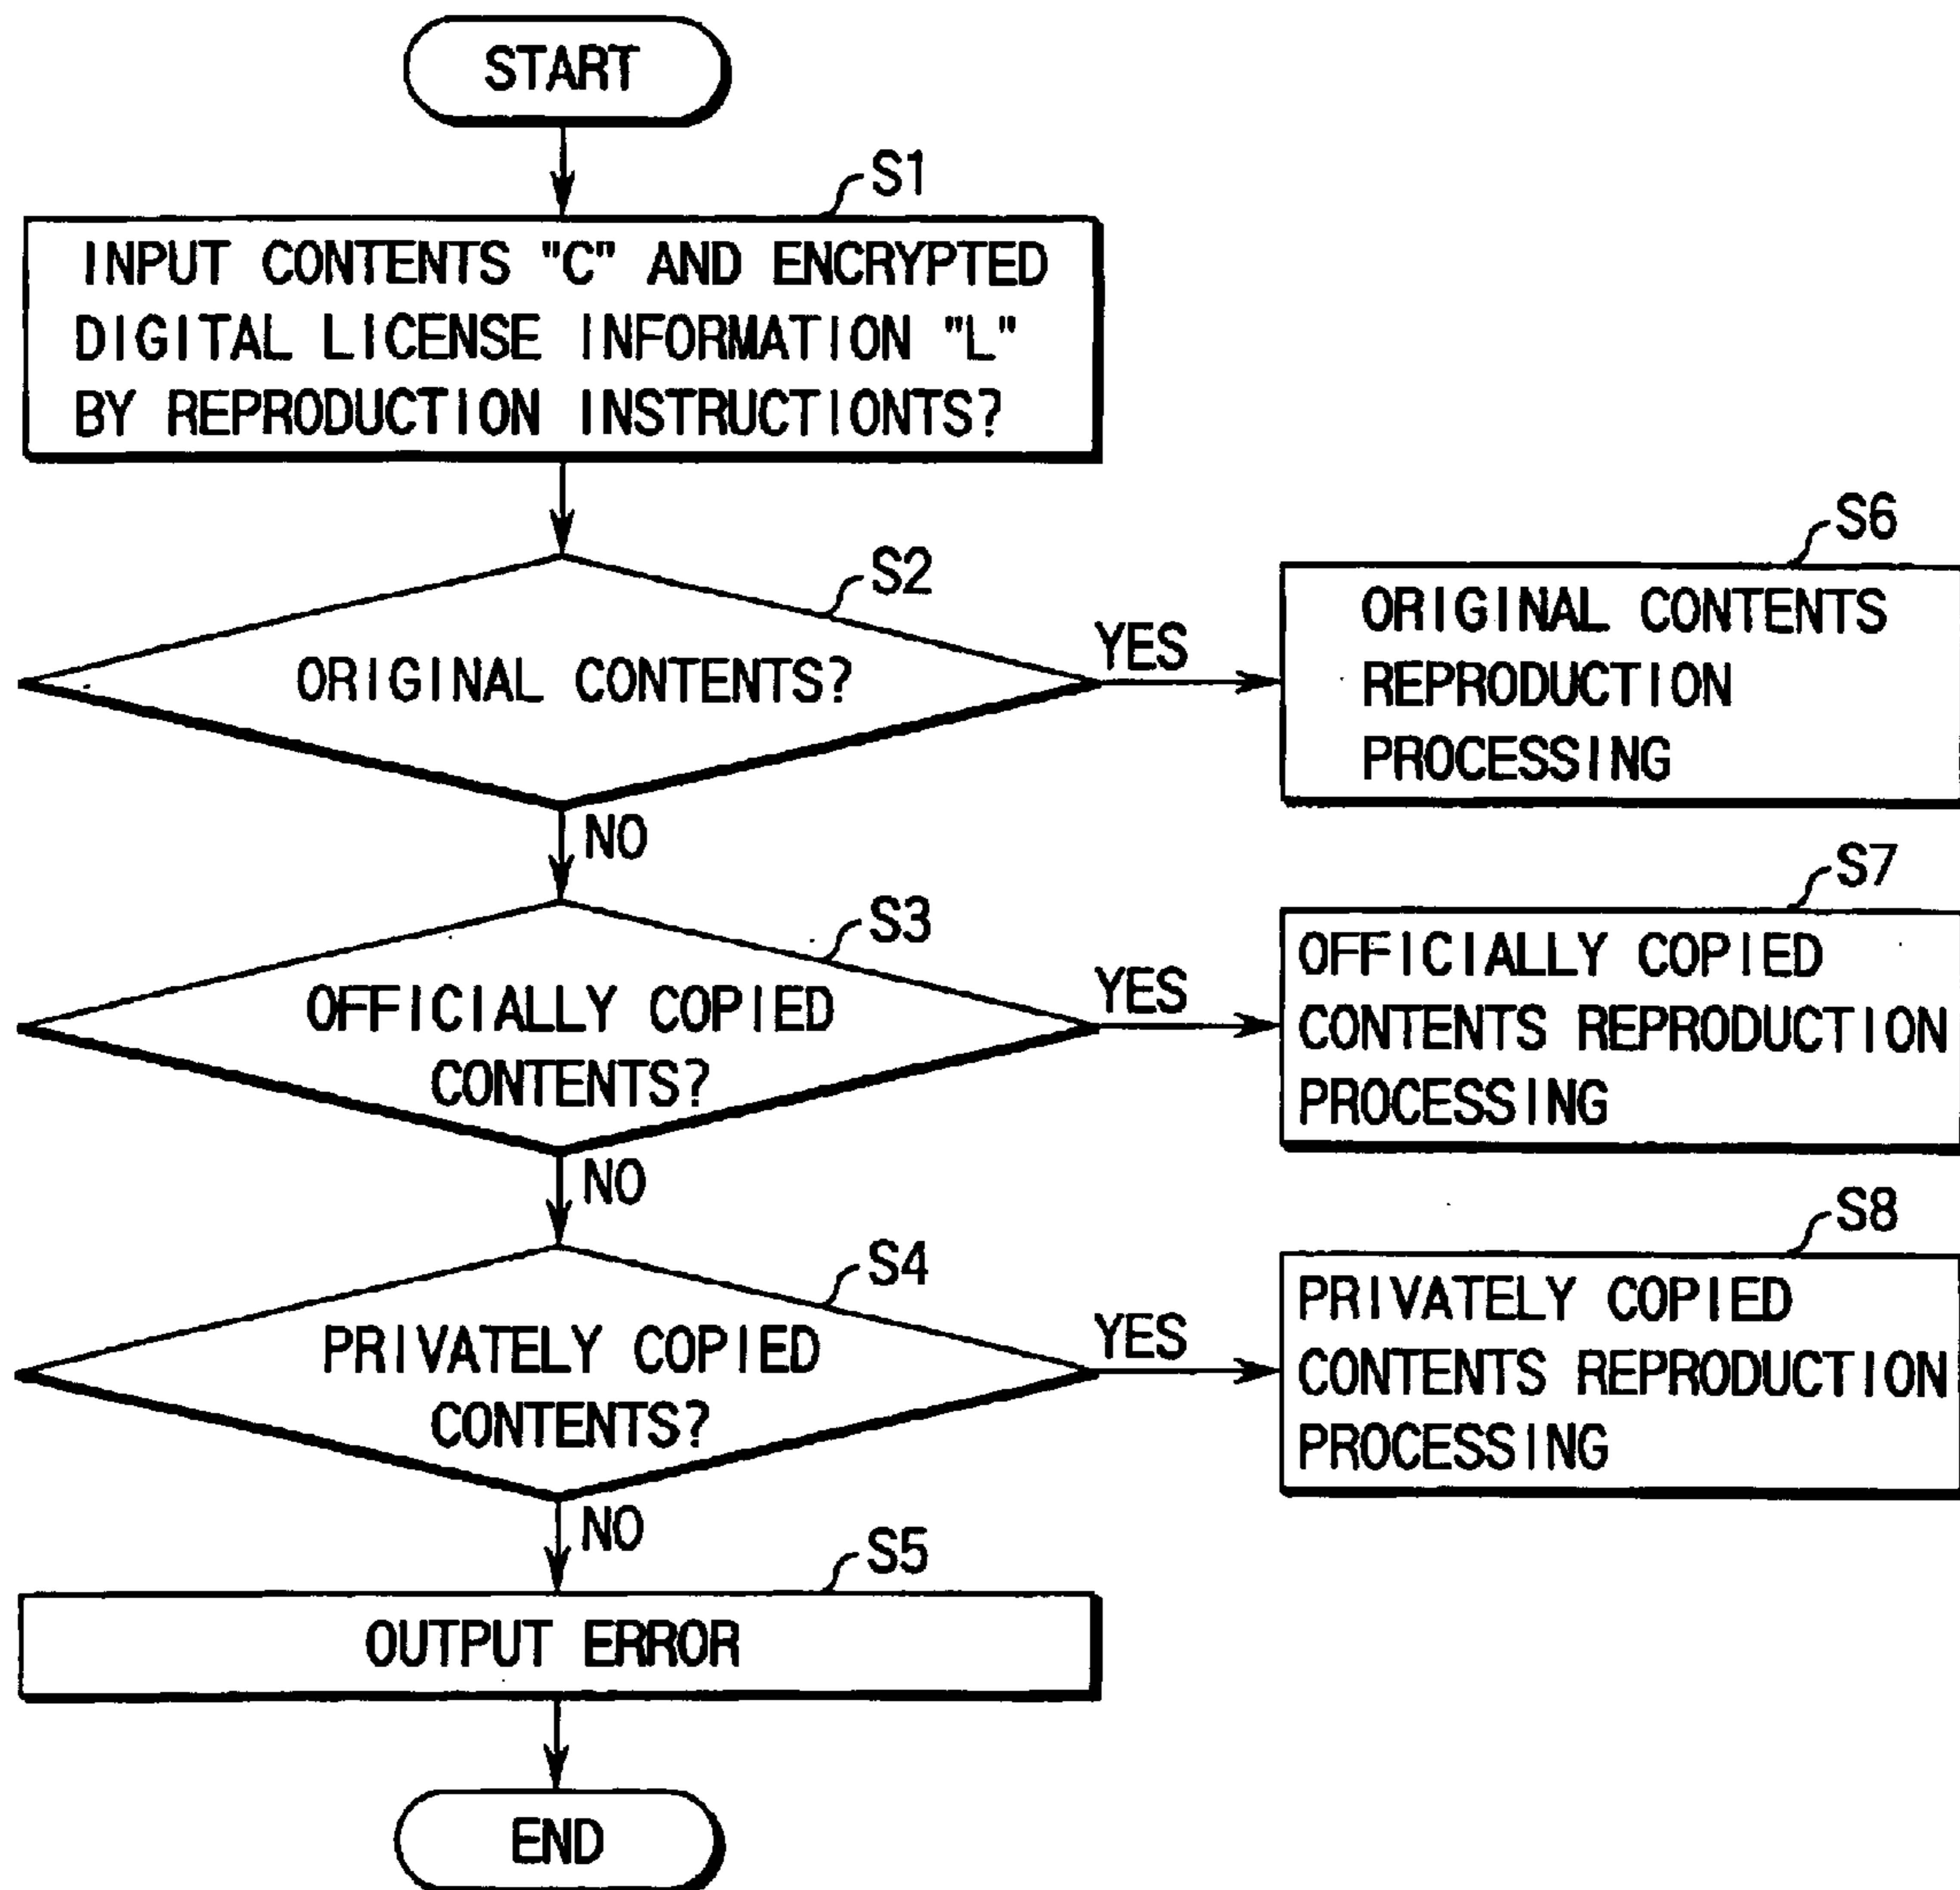 START
S1
INPUT CONTENTS "C" AND ENCRYPTED
DIGITAL LICENSE INFORMATION "L"
BY REPRODUCTION INSTRUCTIONTS?
S2
ORIGINAL CONTENTS?
YES
S6
ORIGINAL CONTENTS
REPRODUCTION
PROCESSING
NO
S3
OFFICIALLY COPIED
CONTENTS?
YES
S7
OFFICIALLY COPIED
CONTENTS REPRODUCTION
PROCESSING
NO
S4
PRIVATELY COPIED
CONTENTS?
YES
S8
PRIVATELY COPIED
CONTENTS REPRODUCTION
PROCESSING
NO
S5
OUTPUT ERROR
END